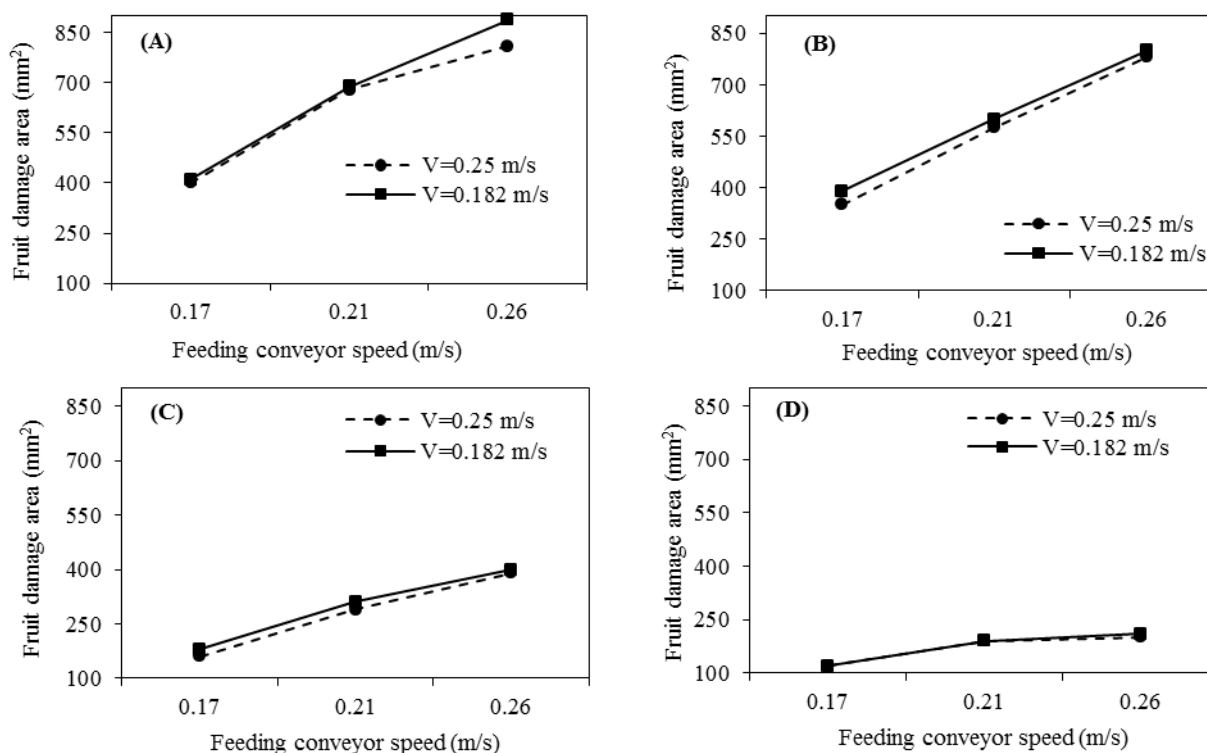 (A)
Fruit damage area (mm²)
850
700
550
400
250
100
V=0.25 m/s
V=0.182 m/s
0.17 0.21 0.26
Feeding conveyor speed (m/s)
(B)
Fruit damage area (mm²)
850
700
550
400
250
100
V=0.25 m/s
V=0.182 m/s
0.17 0.21 0.26
Feeding conveyor speed (m/s)
(C)
Fruit damage area (mm²)
850
700
550
400
250
100
V=0.25 m/s
V=0.182 m/s
0.17 0.21 0.26
Feeding conveyor speed (m/s)
(D)
Fruit damage area (mm²)
850
700
550
400
250
100
V=0.25 m/s
V=0.182 m/s
0.17 0.21 0.26
Feeding conveyor speed (m/s)